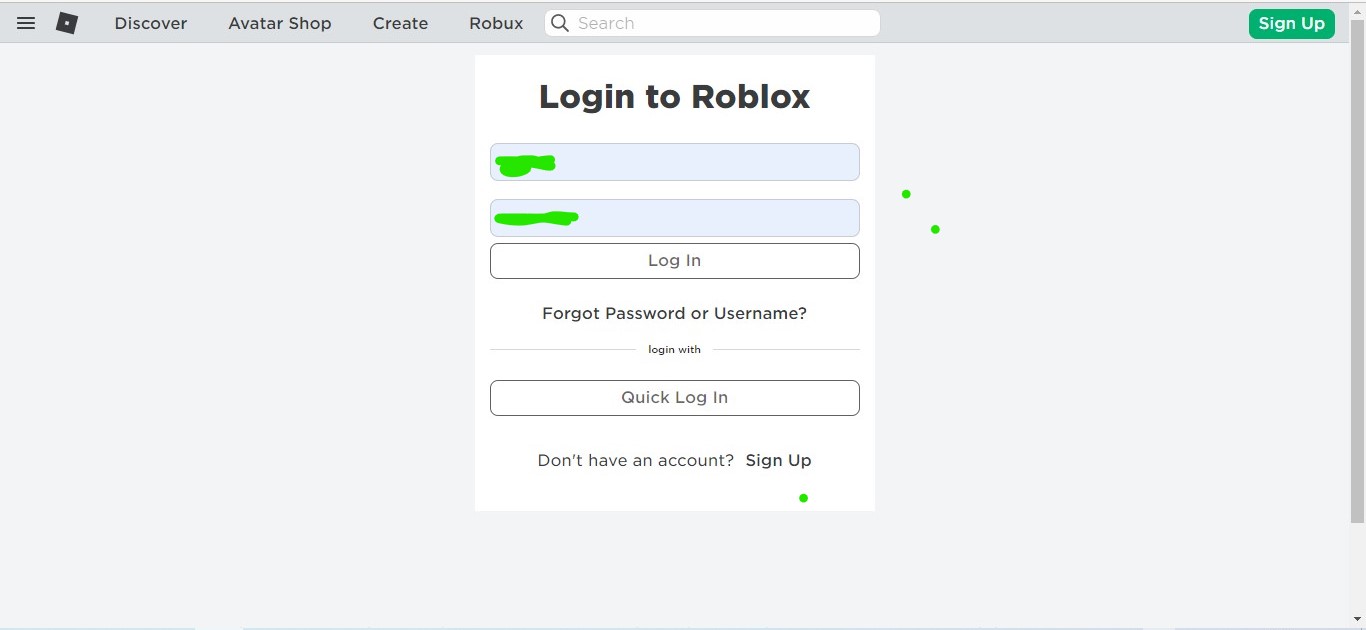 Discover Avatar Shop Create Robux Search Sign Up
Login to Roblox
Log In
Forgot Password or Username?
login with
Quick Log In
Don't have an account? Sign Up